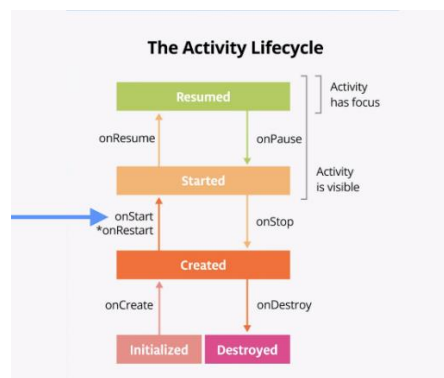 The Activity Lifecycle
Resumed
Activity
has focus
onResume
onPause
Started
Activity
is visible
onStart
*onRestart
onStop
Created
onCreate
onDestroy
Initialized
Destroyed